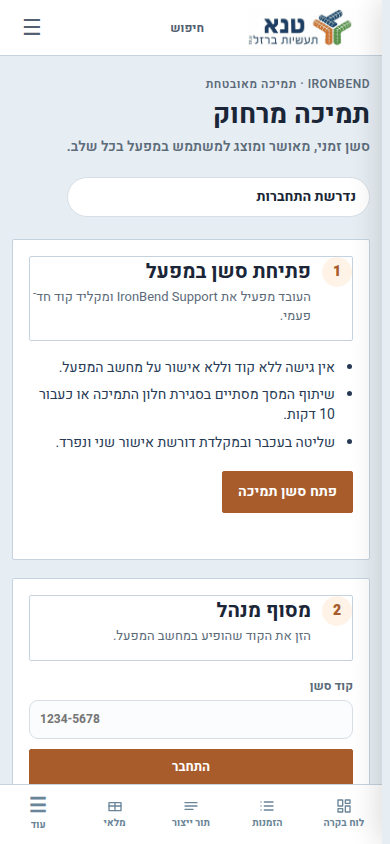 טנא
תעשיות ברזל
חיפוש
IRONBEND · תמיכה מאובטחת
תמיכה מרחוק
סשן זמני, מאושר ומוצג למשתמש במפעל בכל שלב.
נדרשת התחברות
1
פתיחת סשן במפעל
העובד מפעיל את IronBend Support ומקליד קוד חד־
פעמי.
אין גישה ללא קוד וללא אישור על מחשב המפעל.
שיתוף המסך מסתיים בסגירת חלון התמיכה או כעבור
10 דקות.
שליטה בעכבר ובמקלדת דורשת אישור שני ונפרד.
פתח סשן תמיכה
2
מסוף מנהל
הזן את הקוד שהופיע במחשב המפעל.
קוד סשן
1234-5678
התחבר
לוח בקרה
הזמנות
תור ייצור
מלאי
עוד